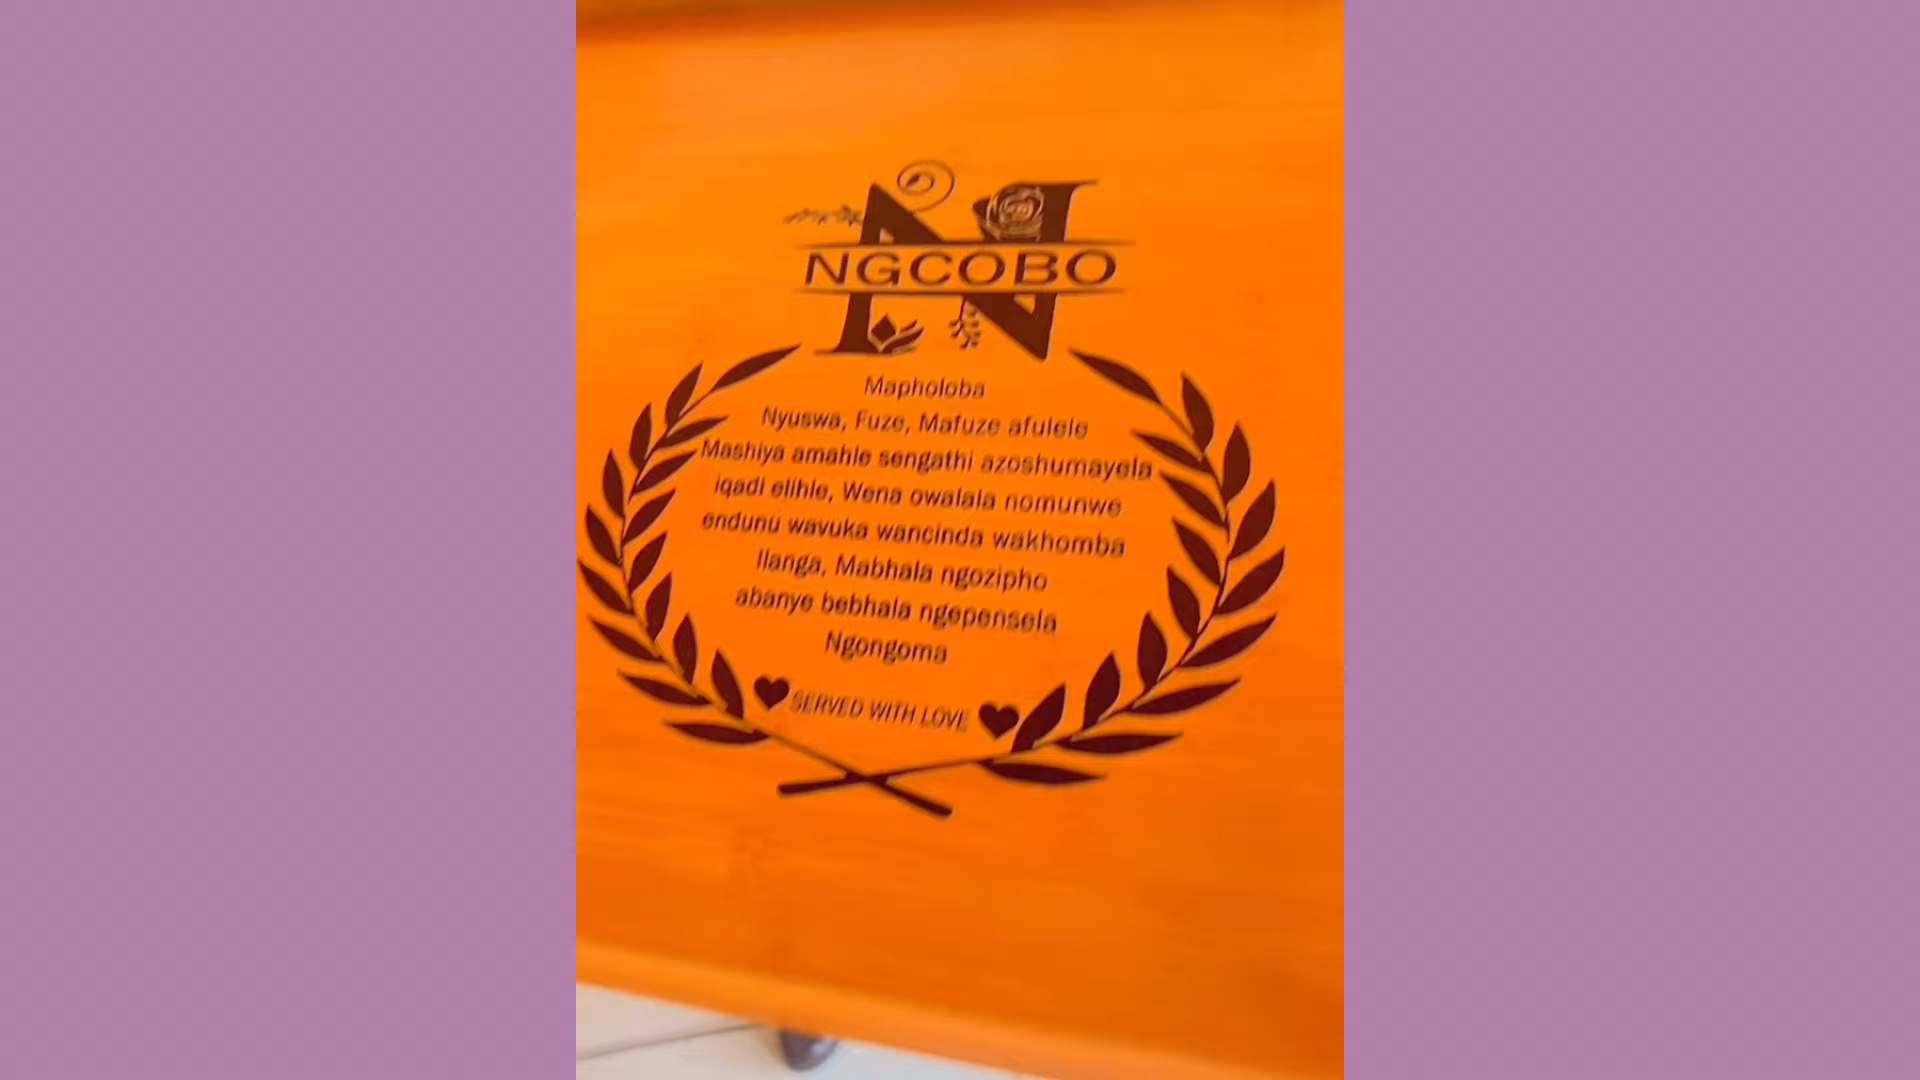 NGCOBO
Mapholoba
Nyuswa, Fuze, Mafuze afulele
Mashiya amahle sengathi azoshumayela
iqadi elihle, Wena owalala nomunwe
endunu wavuka wancinda wakhomba
Ilanga, Mabhala ngozipho
abanye bebhala ngepensela
Ngongoma
SERVED WITH LOVE